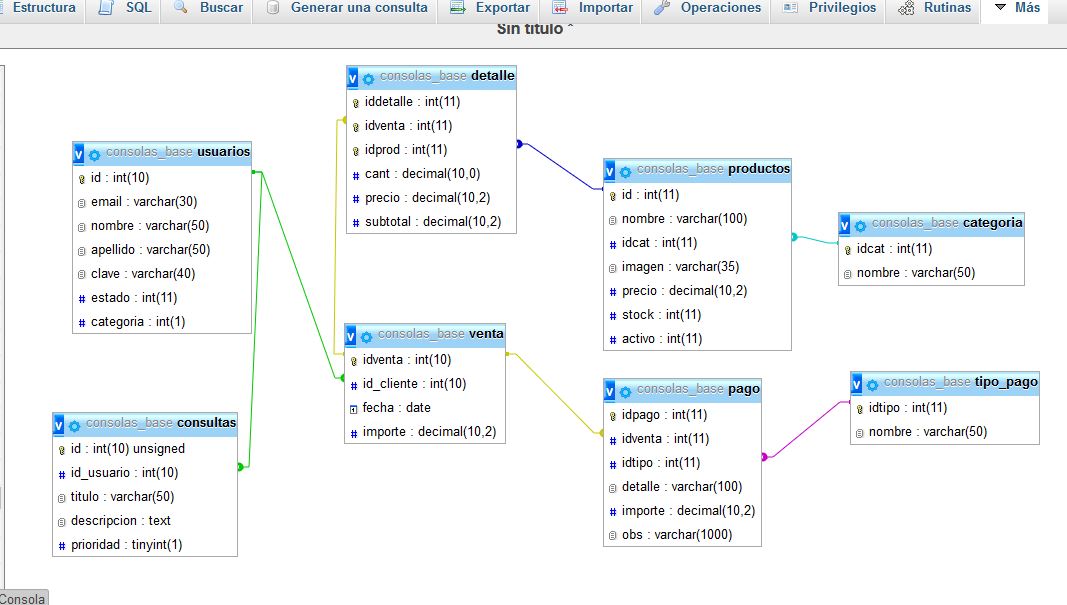 Estructura SQL Buscar Generar una consulta Exportar Importar Operaciones Privilegios Rutinas Más
Sin título *
v consolas_base detalle
iddetalle : int(11)
idventa : int(11)
idprod : int(11)
# cant : decimal(10,0)
# precio : decimal(10,2)
# subtotal : decimal(10,2)
v consolas_base usuarios
id : int(10)
email : varchar(30)
nombre : varchar(50)
apellido : varchar(50)
clave : varchar(40)
# estado : int(11)
# categoria : int(1)
v consolas_base productos
id : int(11)
nombre : varchar(100)
# idcat : int(11)
imagen : varchar(35)
# precio : decimal(10,2)
# stock : int(11)
# activo : int(11)
v consolas_base categoria
idcat : int(11)
nombre : varchar(50)
v consolas_base venta
idventa : int(10)
# id_cliente : int(10)
fecha : date
# importe : decimal(10,2)
v consolas_base pago
idpago : int(11)
# idventa : int(11)
# idtipo : int(11)
detalle : varchar(100)
# importe : decimal(10,2)
obs : varchar(1000)
v consolas_base tipo_pago
idtipo : int(11)
nombre : varchar(50)
v consolas_base consultas
id : int(10) unsigned
# id_usuario : int(10)
titulo : varchar(50)
descripcion : text
# prioridad : tinyint(1)
Consola